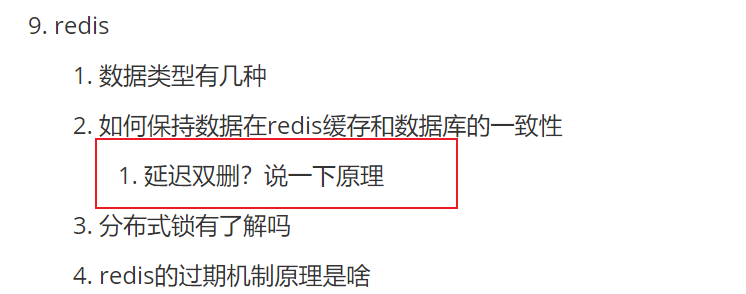 9. redis
1. 数据类型有几种
2. 如何保持数据在redis缓存和数据库的一致性
1. 延迟双删？说一下原理
3. 分布式锁有了解吗
4. redis的过期机制原理是啥